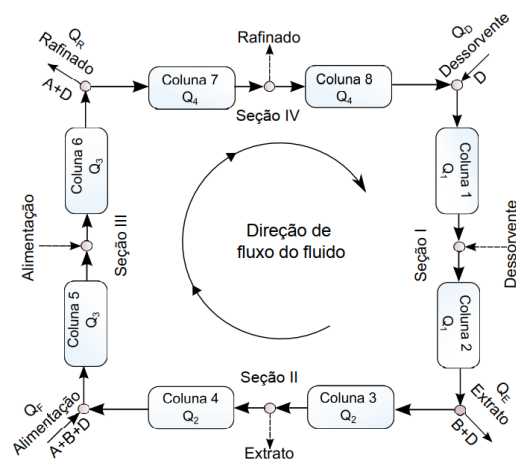 Q_R
Rafinado
A+D
Coluna 7
Q_4
Rafinado
Coluna 8
Q_4
Q_D
Dessorvente
D
Seção IV
Coluna 6
Q_3
Coluna 1
Q_1
Alimentação
Seção III
Direção de
fluxo do fluido
Seção I
Dessorvente
Coluna 5
Q_3
Coluna 2
Q_1
Q_F
Alimentação
A+B+D
Coluna 4
Q_2
Seção II
Extrato
Coluna 3
Q_2
Q_E
Extrato
B+D